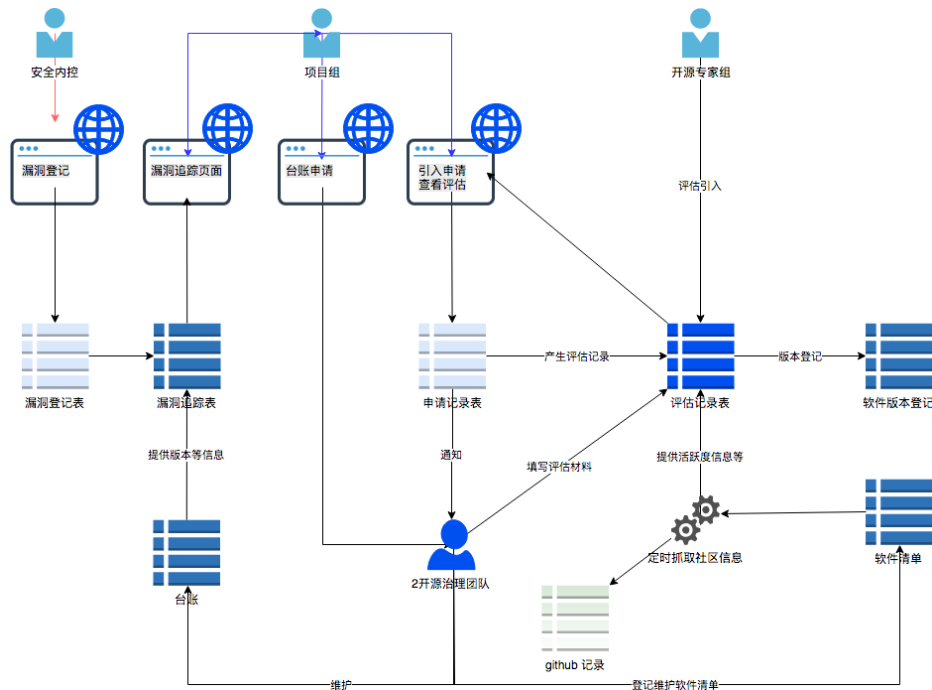 安全内控
项目组
开源专家组
漏洞登记
漏洞追踪页面
台账申请
引入申请
查看评估
评估引入
产生评估记录
版本登记
漏洞登记表
漏洞追踪表
申请记录表
评估记录表
软件版本登记
提供版本等信息
通知
填写评估材料
提供活跃度信息等
定时抓取社区信息
软件清单
2开源治理团队
台账
github 记录
维护
登记维护软件清单